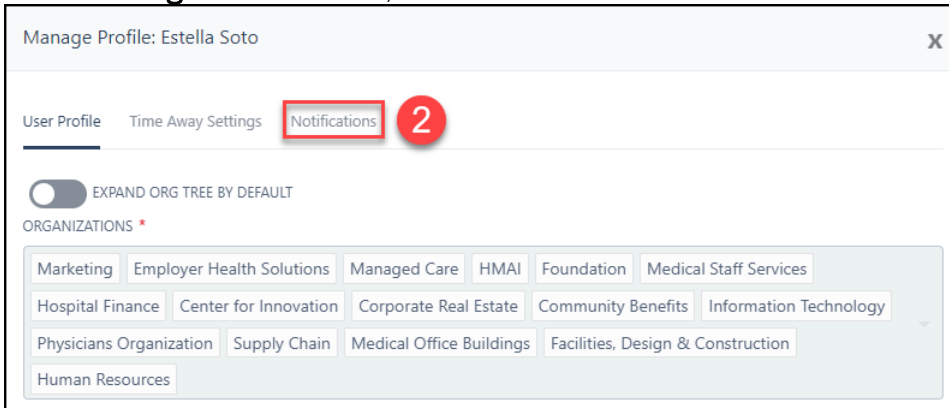 Manage Profile: Estella Soto X
User Profile Time Away Settings Notifications 2
EXPAND ORG TREE BY DEFAULT
ORGANIZATIONS *
Marketing Employer Health Solutions Managed Care HMAI Foundation Medical Staff Services
Hospital Finance Center for Innovation Corporate Real Estate Community Benefits Information Technology
Physicians Organization Supply Chain Medical Office Buildings Facilities, Design & Construction
Human Resources